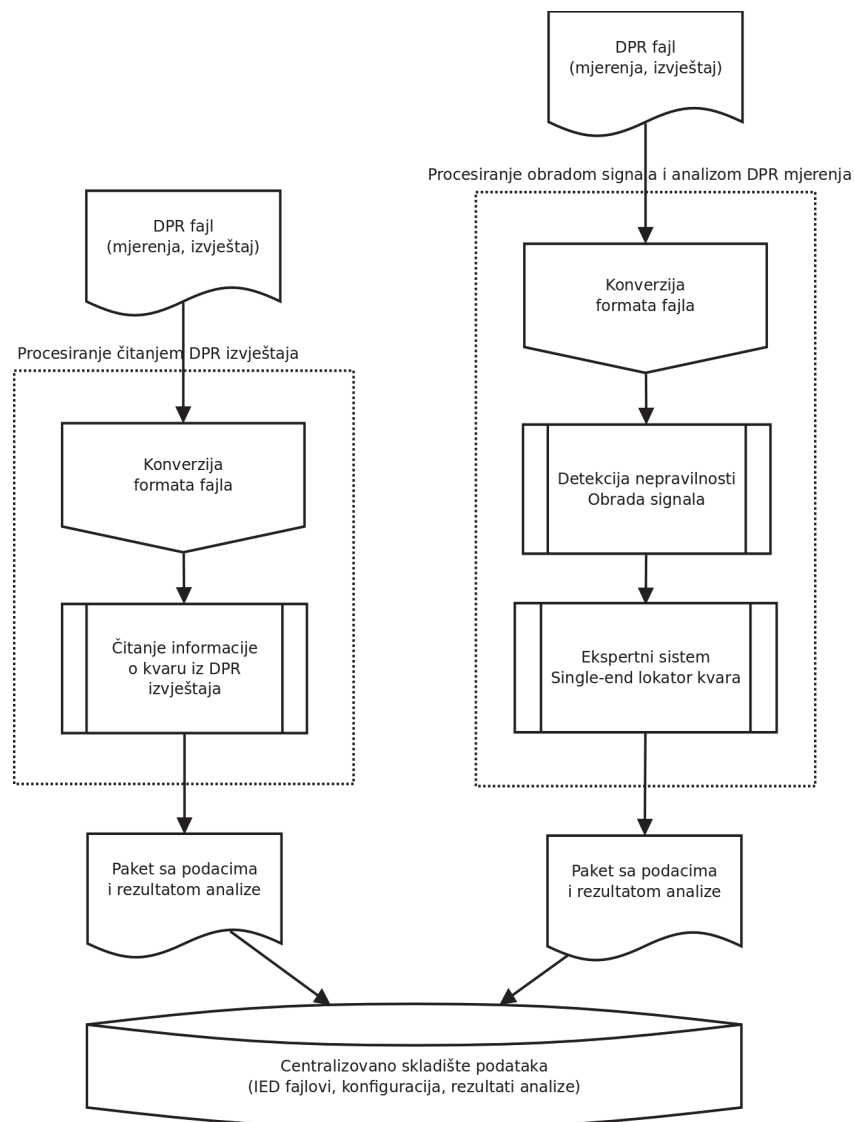 DPR fajl
(mjerenja, izvještaj)
Procesiranje čitanjem DPR izvještaja
Konverzija
formata fajla
Čitanje informacije
o kvaru iz DPR
izvještaja
Paket sa podacima
i rezultatom analize
DPR fajl
(mjerenja, izvještaj)
Procesiranje obradom signala i analizom DPR mjerenja
Konverzija
formata fajla
Detekcija nepravilnosti
Obrada signala
Ekspertni sistem
Single-end lokator kvara
Paket sa podacima
i rezultatom analize
Centralizovano skladište podataka
(IED fajlovi, konfiguracija, rezultati analize)